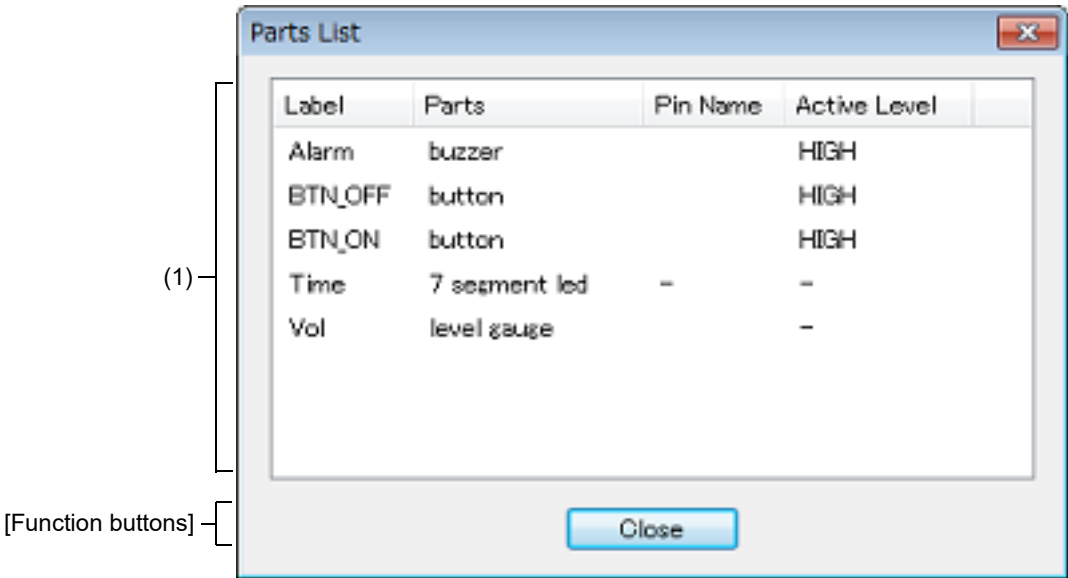 Parts List
Label Parts Pin Name Active Level
Alarm buzzer HIGH
BTN_OFF button HIGH
BTN_ON button HIGH
(1)
Time 7 segment led - -
Vol level gauge -
[Function buttons]
Close